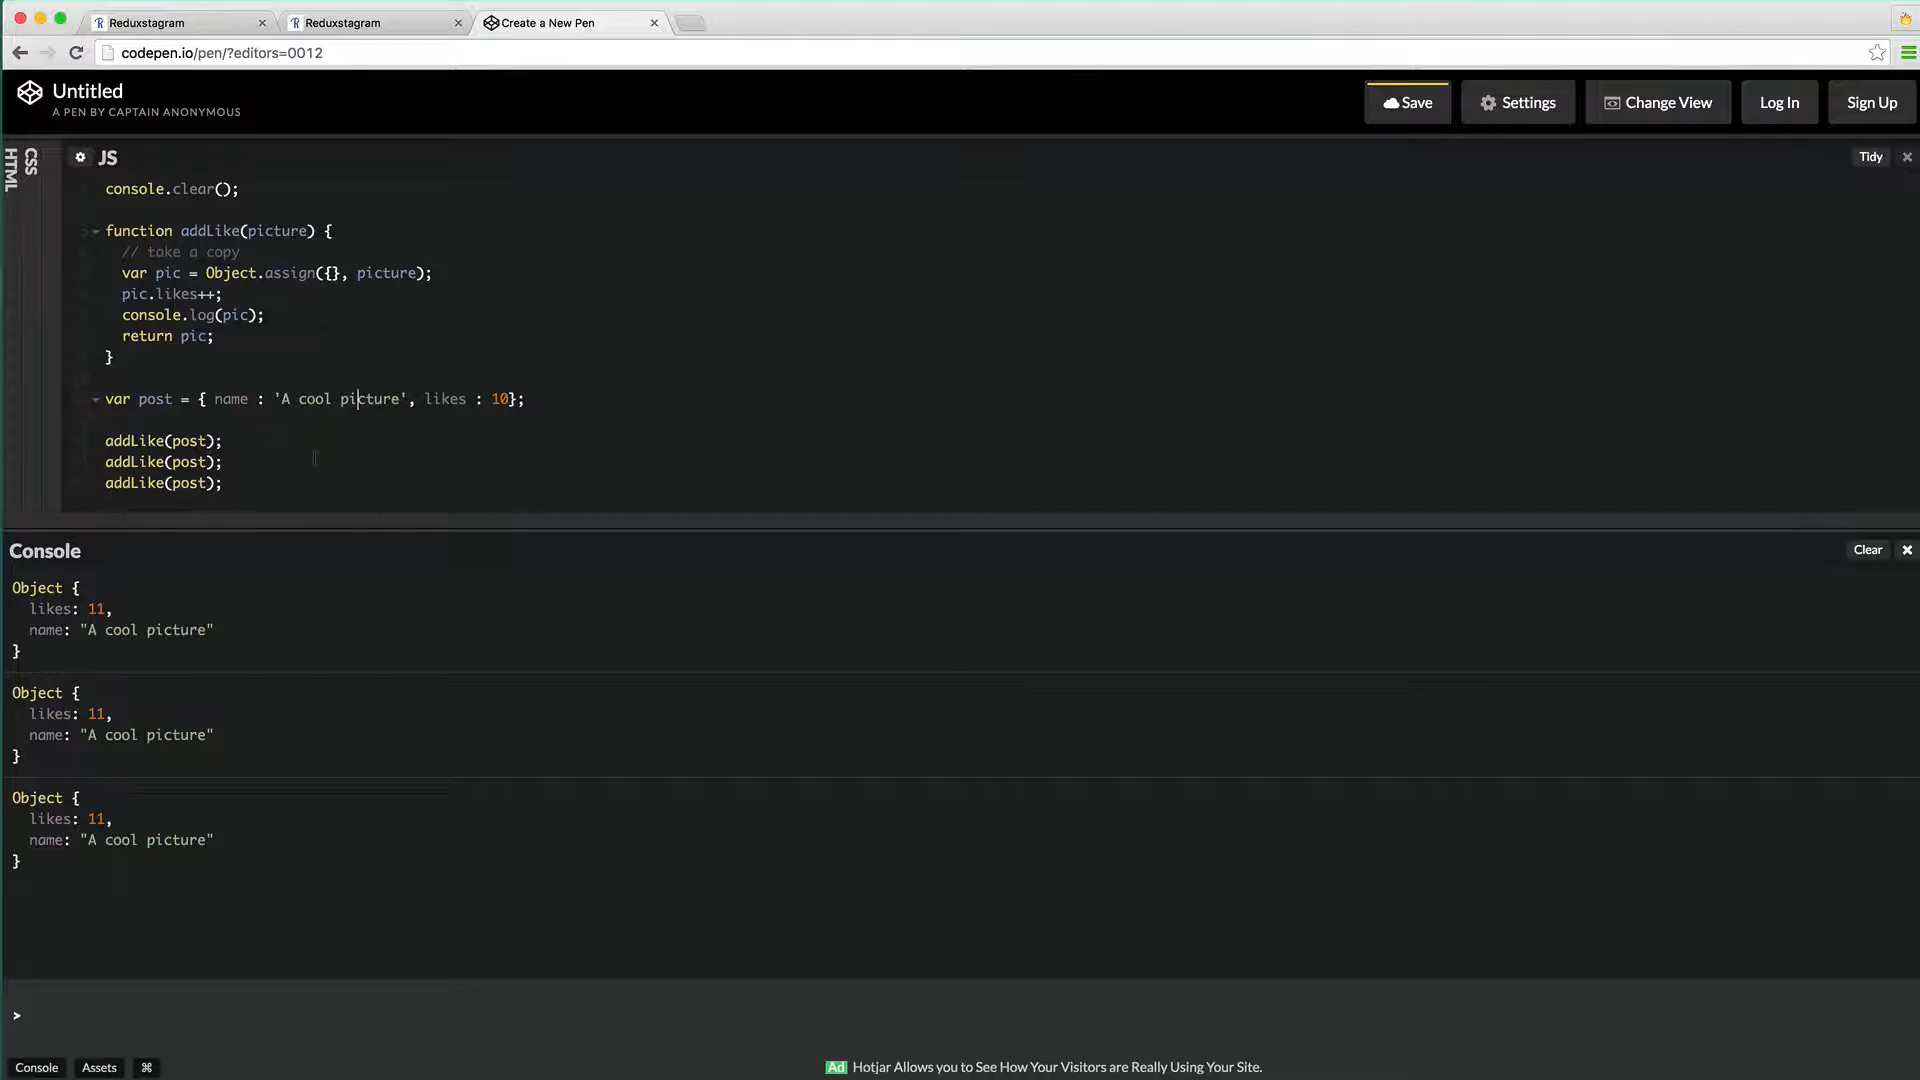 Reduxstagram
Reduxstagram
Create a New Pen
codepen.io/pen/?editors=0012
Untitled
A PEN BY CAPTAIN ANONYMOUS
Save
Settings
Change View
Log In
Sign Up
HTML
CSS
JS
Tidy
console.clear();
function addLike(picture) {
// take a copy
var pic = Object.assign({}, picture);
pic.likes++;
console.log(pic);
return pic;
}
var post = { name : 'A cool picture', likes : 10};
addLike(post);
addLike(post);
addLike(post);
Console
Clear
Object {
likes: 11,
name: "A cool picture"
}
Object {
likes: 11,
name: "A cool picture"
}
Object {
likes: 11,
name: "A cool picture"
}
>
Console
Assets
⌘
Ad Hotjar Allows you to See How Your Visitors are Really Using Your Site.